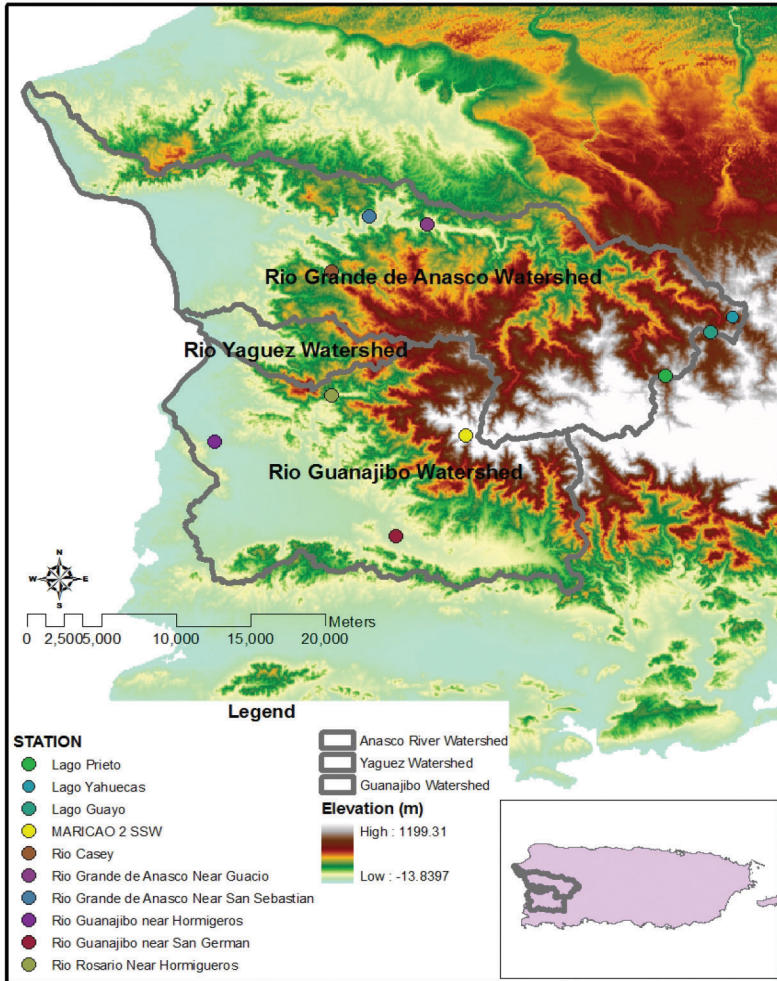 Rio Grande de Anasco Watershed
Rio Yaguez Watershed
Rio Guanajibo Watershed
N
W E
S
Meters
0 2,5005,000 10,000 15,000 20,000
Legend
STATION
Lago Prieto
Lago Yahuecas
Lago Guayo
MARICAO 2 SSW
Rio Casey
Rio Grande de Anasco Near Guacio
Rio Grande de Anasco Near San Sebastian
Rio Guanajibo near Hormigeros
Rio Guanajibo near San German
Rio Rosario Near Hormigueros
Anasco River Watershed
Yaguez Watershed
Guanajibo Watershed
Elevation (m)
High : 1199.31
Low : -13.8397